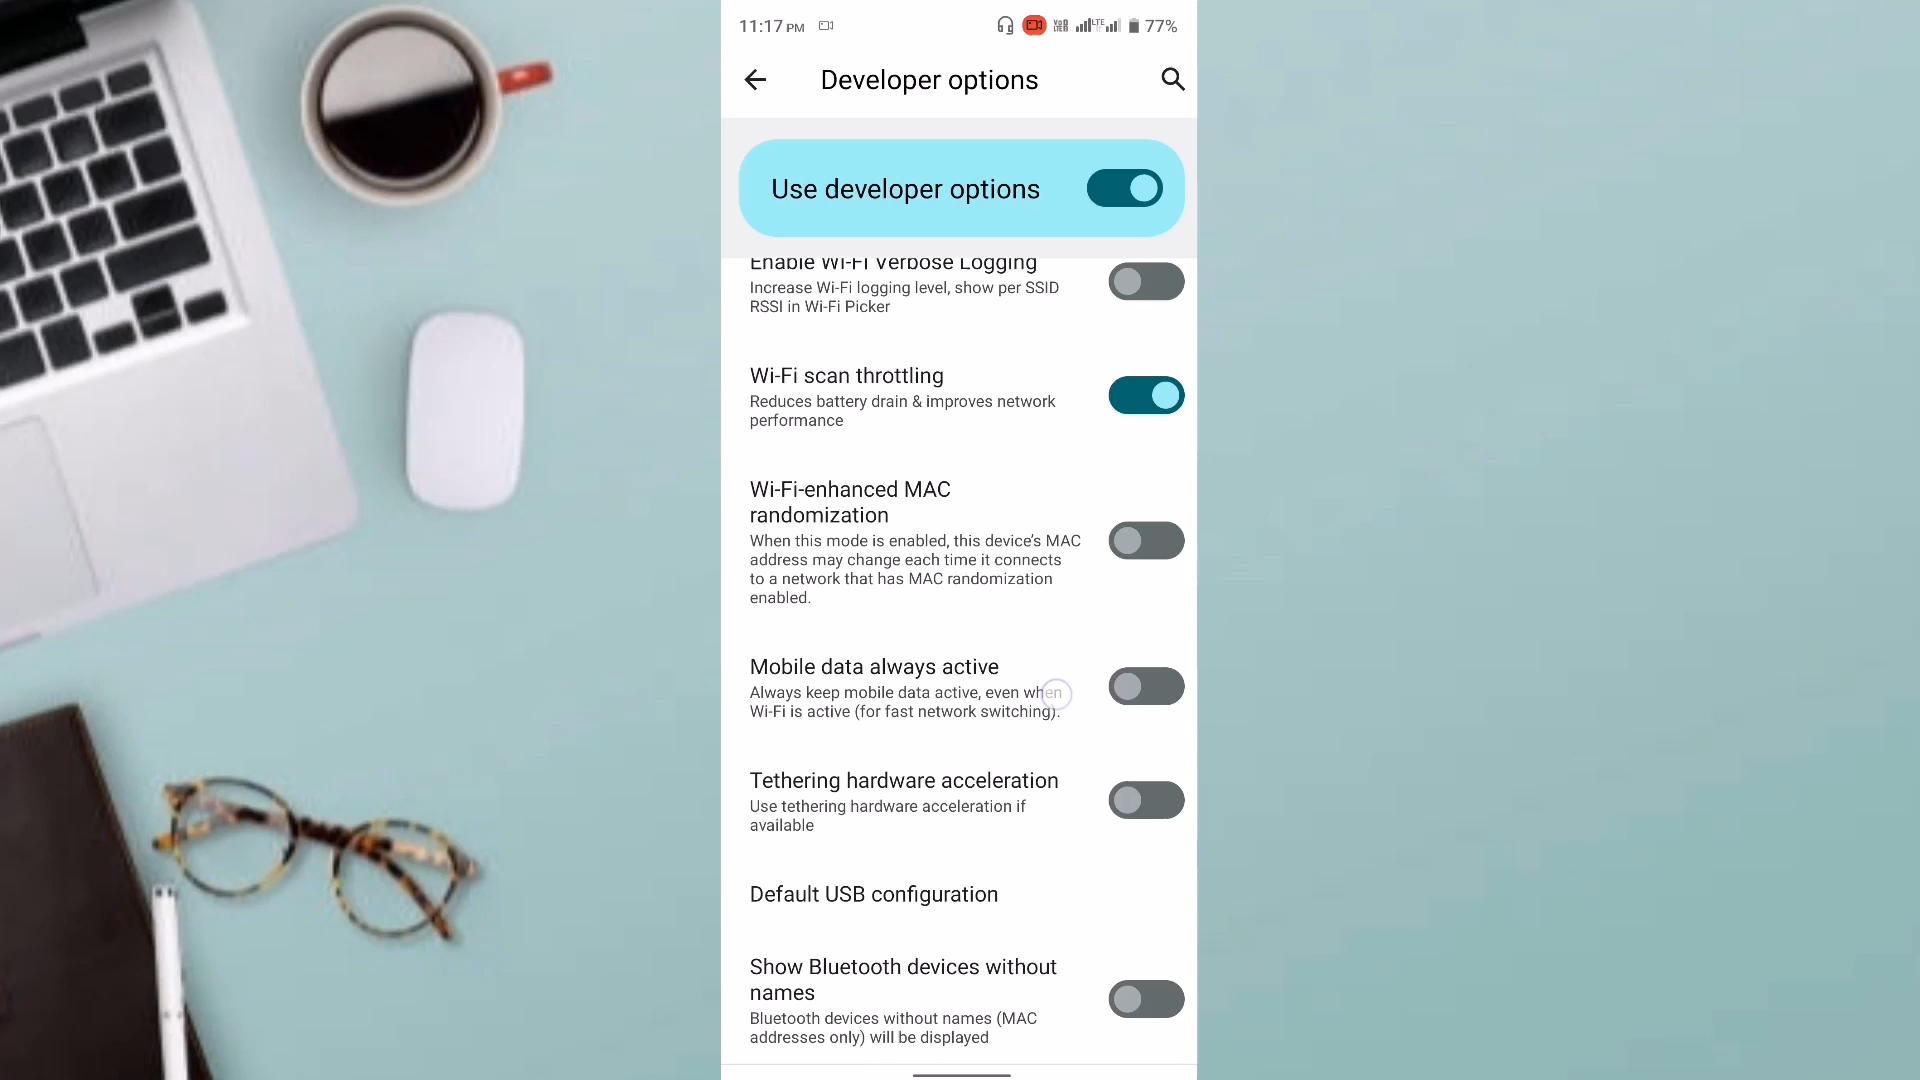 11:17 PM
77%
Developer options
Use developer options
Enable Wi-Fi Verbose Logging
Increase Wi-Fi logging level, show per SSID
RSSI in Wi-Fi Picker
Wi-Fi scan throttling
Reduces battery drain & improves network
performance
Wi-Fi-enhanced MAC
randomization
When this mode is enabled, this device's MAC
address may change each time it connects
to a network that has MAC randomization
enabled.
Mobile data always active
Always keep mobile data active, even when
Wi-Fi is active (for fast network switching).
Tethering hardware acceleration
Use tethering hardware acceleration if
available
Default USB configuration
Show Bluetooth devices without
names
Bluetooth devices without names (MAC
addresses only) will be displayed